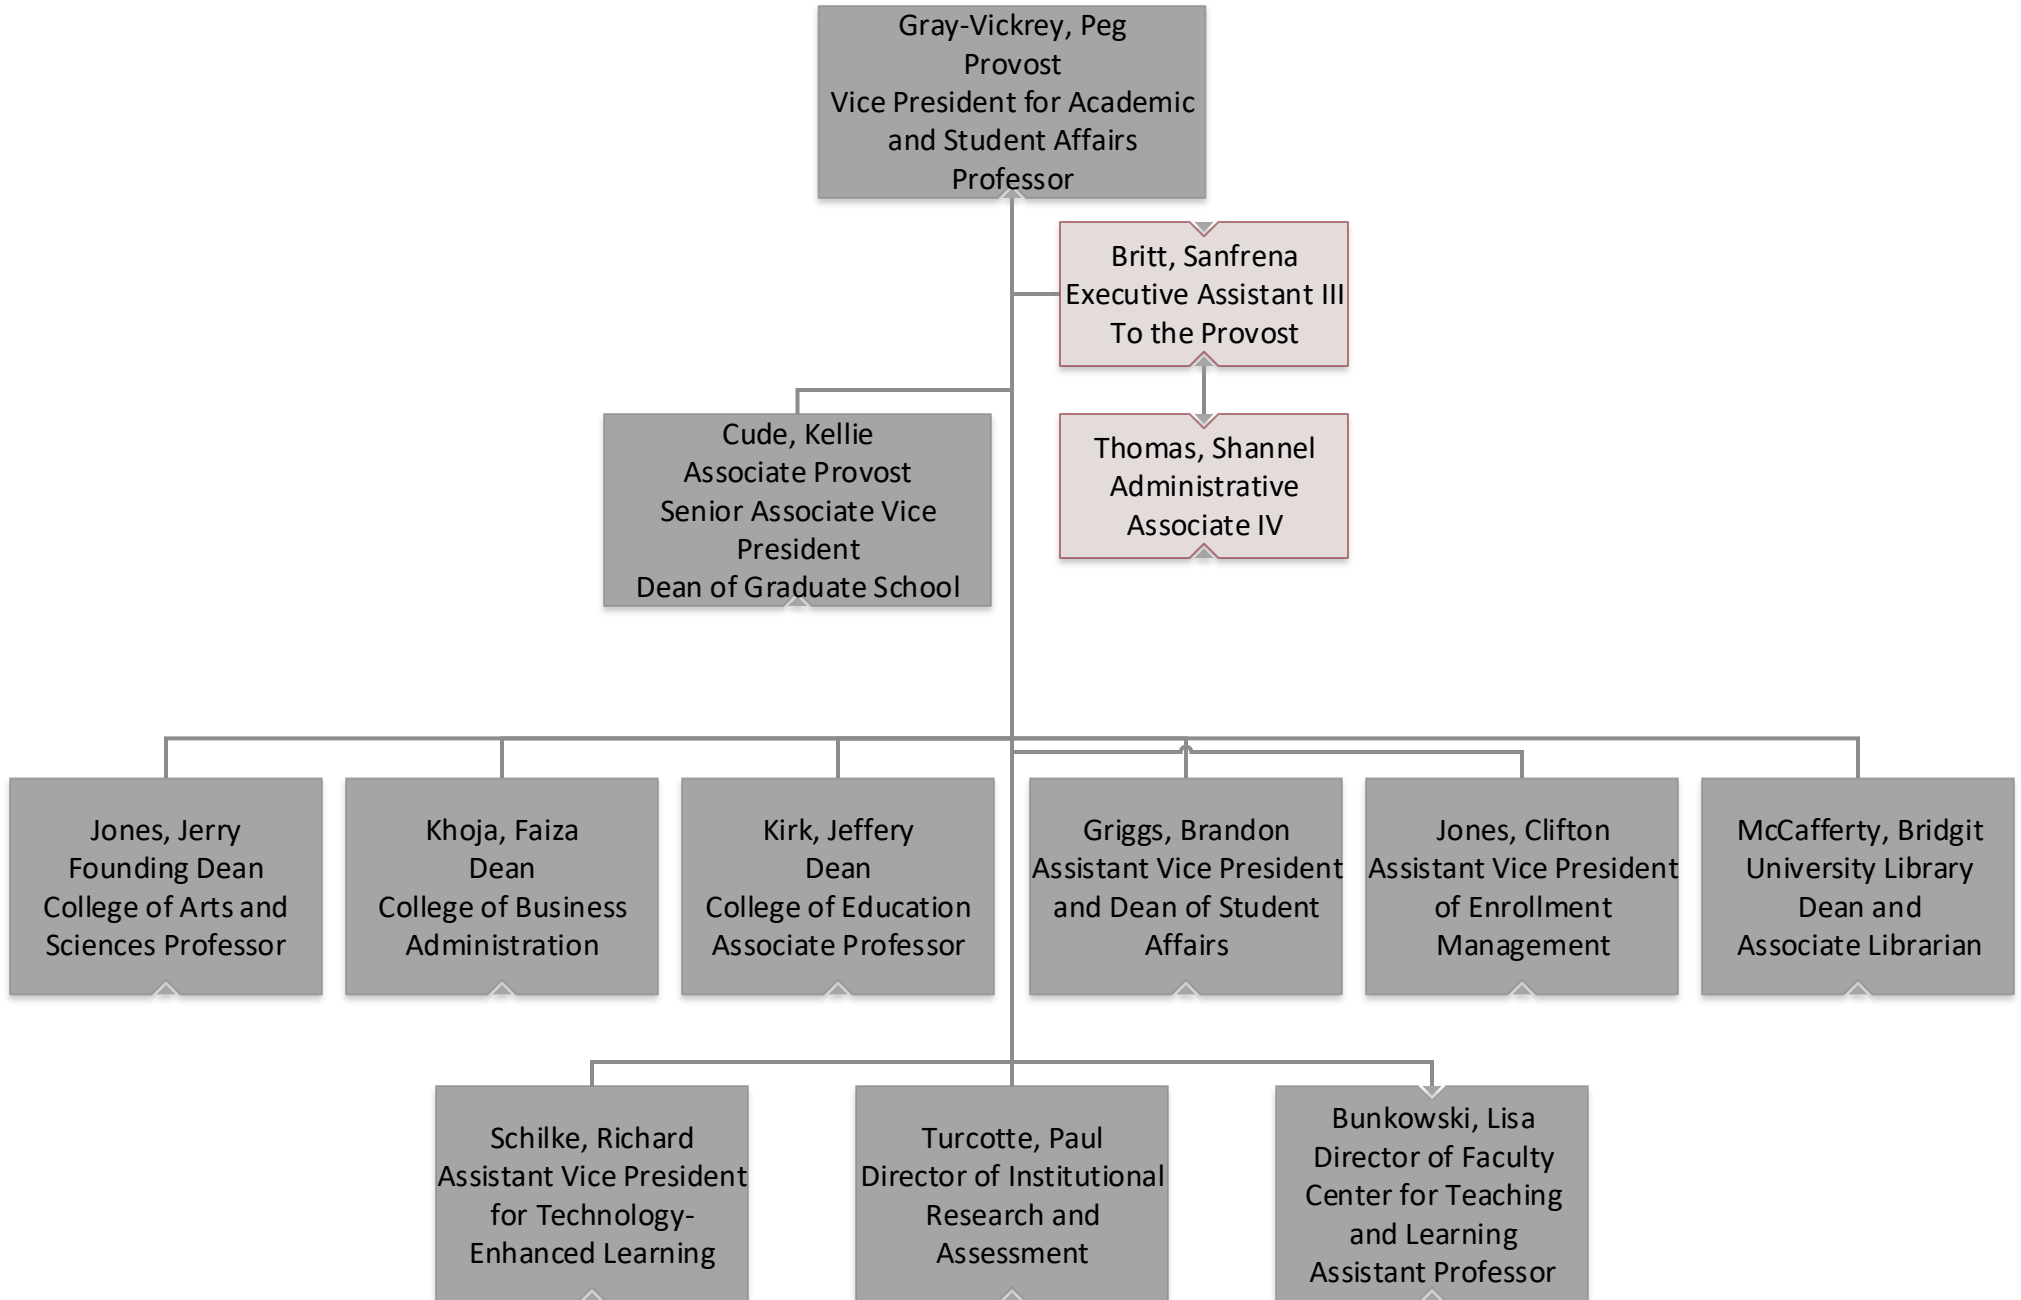 Gray-Vickrey, Peg
Provost
Vice President for Academic
and Student Affairs
Professor
Britt, Sanfrena
Executive Assistant III
To the Provost
Cude, Kellie
Associate Provost
Senior Associate Vice
President
Dean of Graduate School
Thomas, Shannel
Administrative
Associate IV
Jones, Jerry
Founding Dean
College of Arts and
Sciences Professor
Khoja, Faiza
Dean
College of Business
Administration
Kirk, Jeffery
Dean
College of Education
Associate Professor
Griggs, Brandon
Assistant Vice President
and Dean of Student
Affairs
Jones, Clifton
Assistant Vice President
of Enrollment
Management
McCafferty, Bridgit
University Library
Dean and
Associate Librarian
Schilke, Richard
Assistant Vice President
for Technology-
Enhanced Learning
Turcotte, Paul
Director of Institutional
Research and
Assessment
Bunkowski, Lisa
Director of Faculty
Center for Teaching
and Learning
Assistant Professor